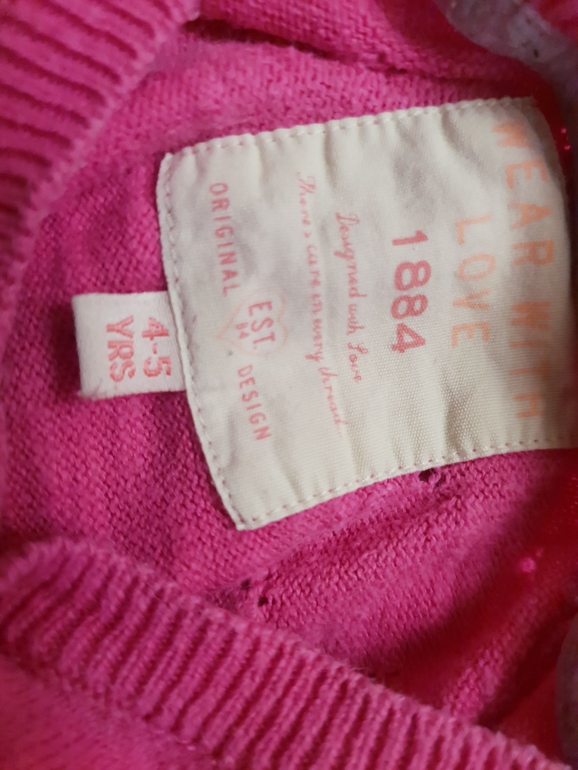 WEAR WITH
LOVE
1884
Designed with Love
There's care in every thread
ORIGINAL EST. 84 DESIGN
4-5
YRS